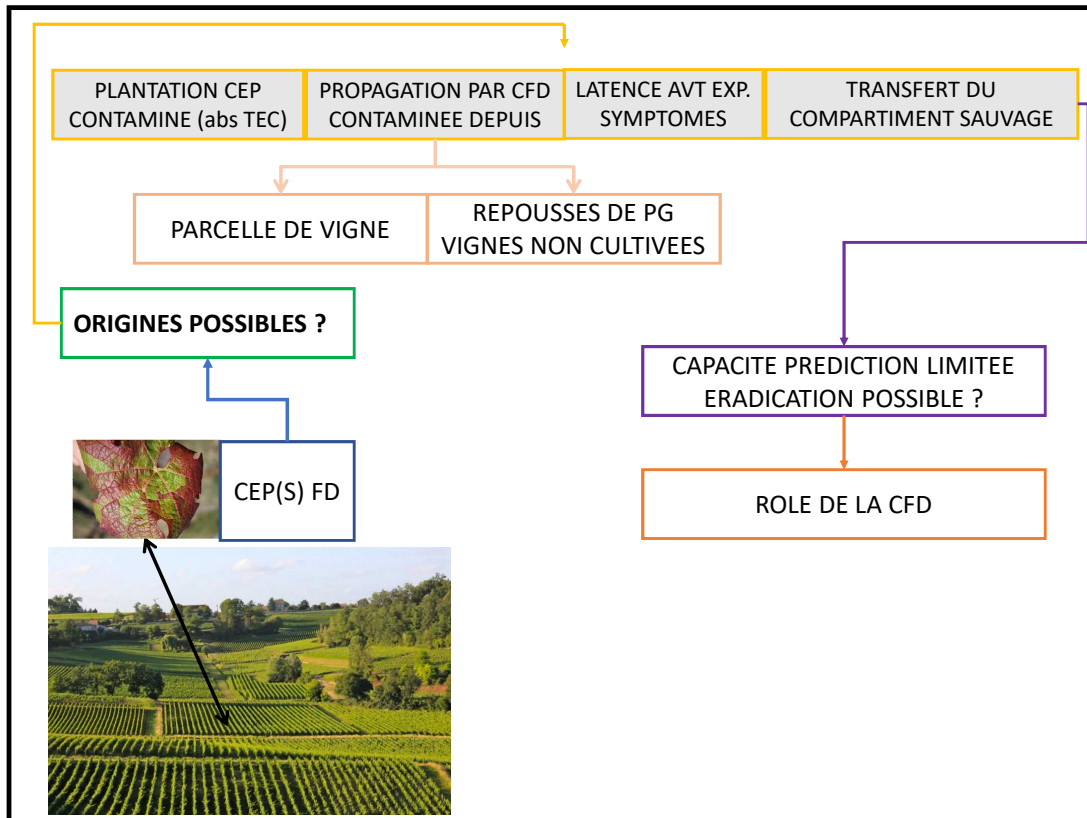 PLANTATION CEP
CONTAMINE (abs TEC)
PROPAGATION PAR CFD
CONTAMINEE DEPUIS
LATENCE AVT EXP.
SYMPTOMES
TRANSFERT DU
COMPARTIMENT SAUVAGE
PARCELLE DE VIGNE
REPOUSSES DE PG
VIGNES NON CULTIVEES
ORIGINES POSSIBLES ?
CAPACITE PREDICTION LIMITEE
ERADICATION POSSIBLE ?
CEP(S) FD
ROLE DE LA CFD